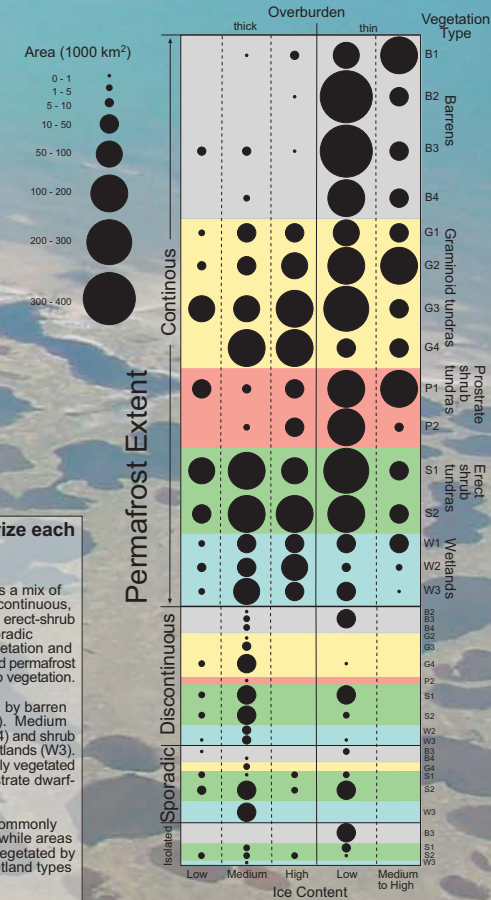 Overburden
thick
thin
Vegetation
Type
Area (1000 km²)
0 - 1
1 - 5
5 - 10
10 - 50
50 - 100
100 - 200
200 - 300
300 - 400
Permafrost Extent
Continous
B1
B2
B3
B4
Barrens
G1
G2
G3
G4
Graminoid tundras
P1
P2
Prostrate
shrub
tundras
S1
S2
Erect
shrub
tundras
W1
W2
W3
Wetlands
Discontinuous
B2
B3
B4
G2
G3
G4
P2
S1
S2
W2
W3
Sporadic
B3
B4
G4
S1
S2
W3
Isolated
B3
S1
S2
W3
Low
Medium
High
Low
Medium
to High
Ice Content
rize each
s a mix of
continuous,
erect-shrub
radic
etation and
d permafrost
o vegetation.
by barren
). Medium
4) and shrub
tlands (W3).
ly vegetated
strate dwarf-
ommonly
while areas
egetated by
etland types